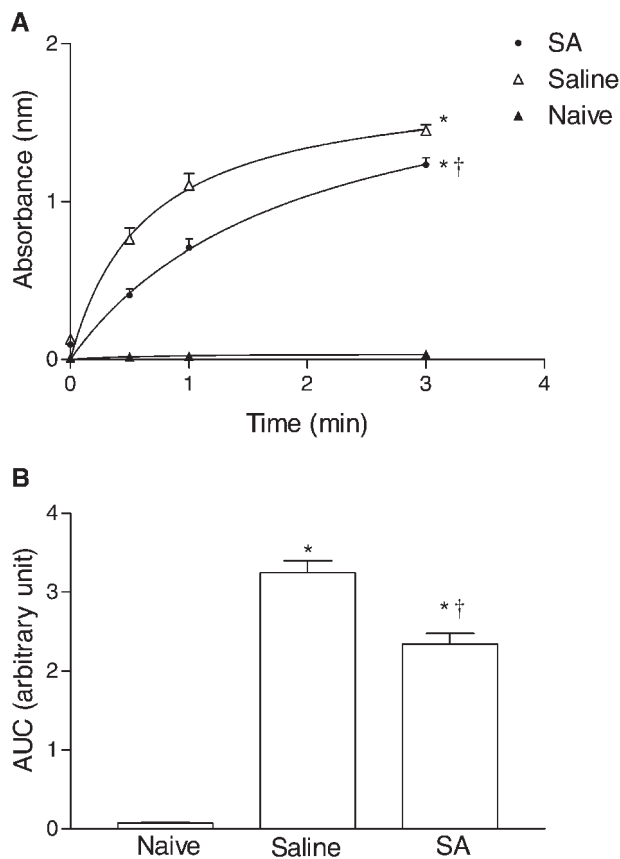 A
2
1
0
Absorbance (nm)
0 1 2 3 4
Time (min)
SA
Saline
Naive
*
* †
B
4
3
2
1
0
AUC (arbitrary unit)
*
* †
Naive Saline SA